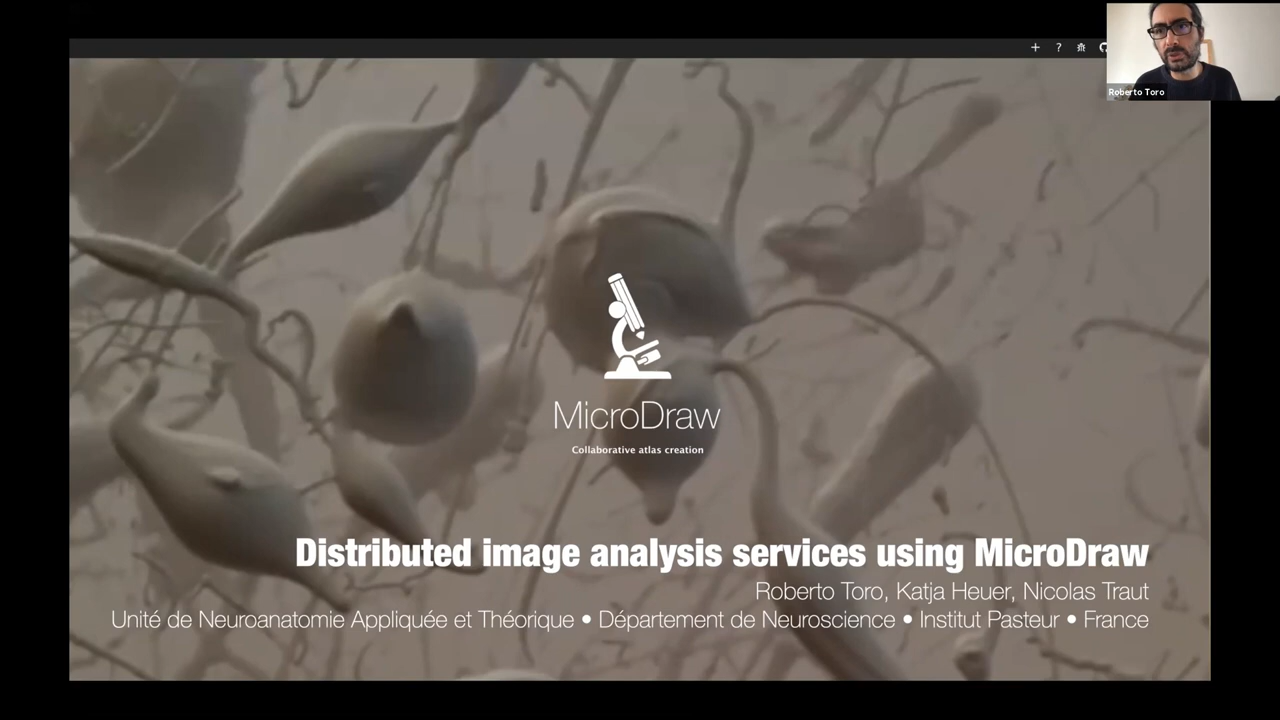 + ?
Roberto Toro
MicroDraw
Collaborative atlas creation
Distributed image analysis services using MicroDraw
Roberto Toro, Katja Heuer, Nicolas Traut
Unité de Neuroanatomie Appliquée et Théorique • Département de Neuroscience • Institut Pasteur • France